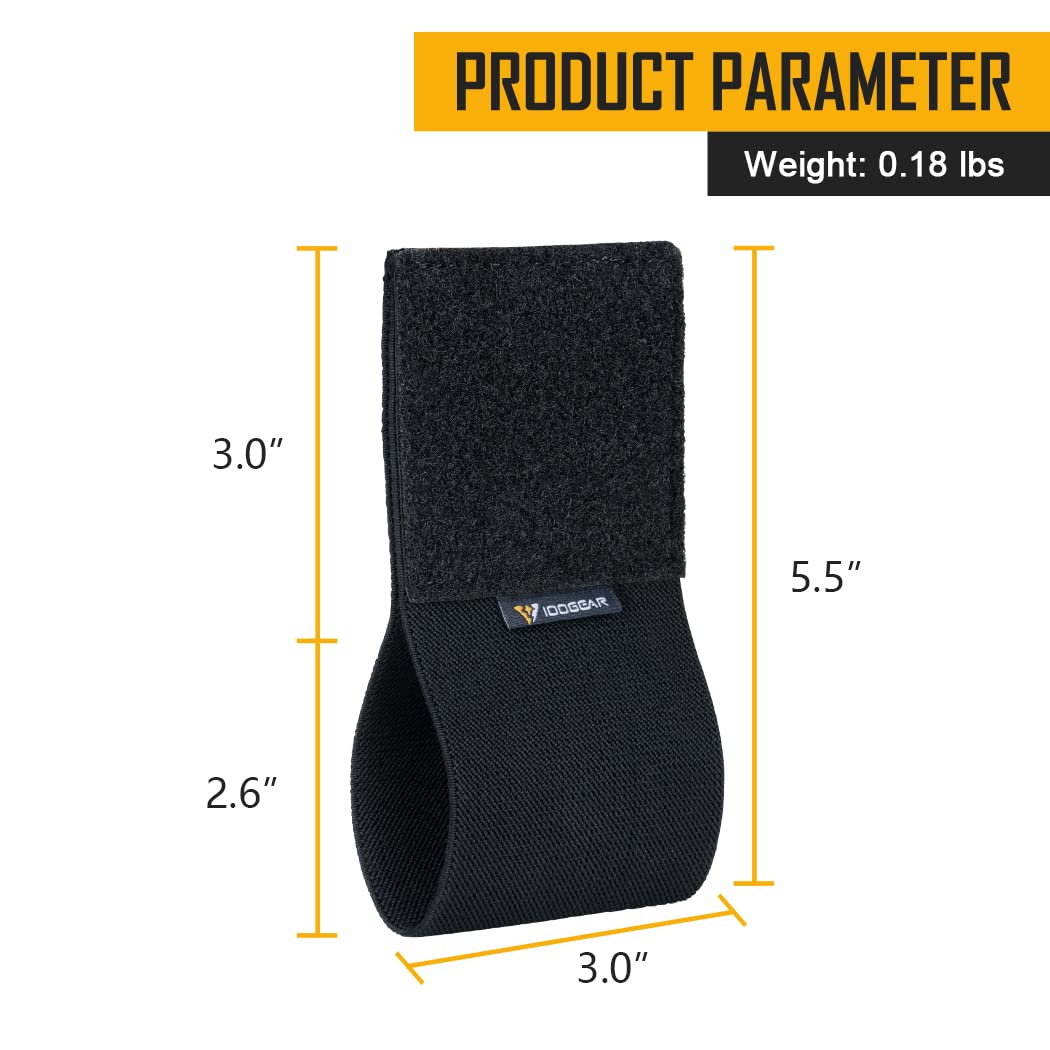 PRODUCT PARAMETER
Weight: 0.18 lbs
3.0"
5.5"
IDOGEAR
2.6"
3.0"